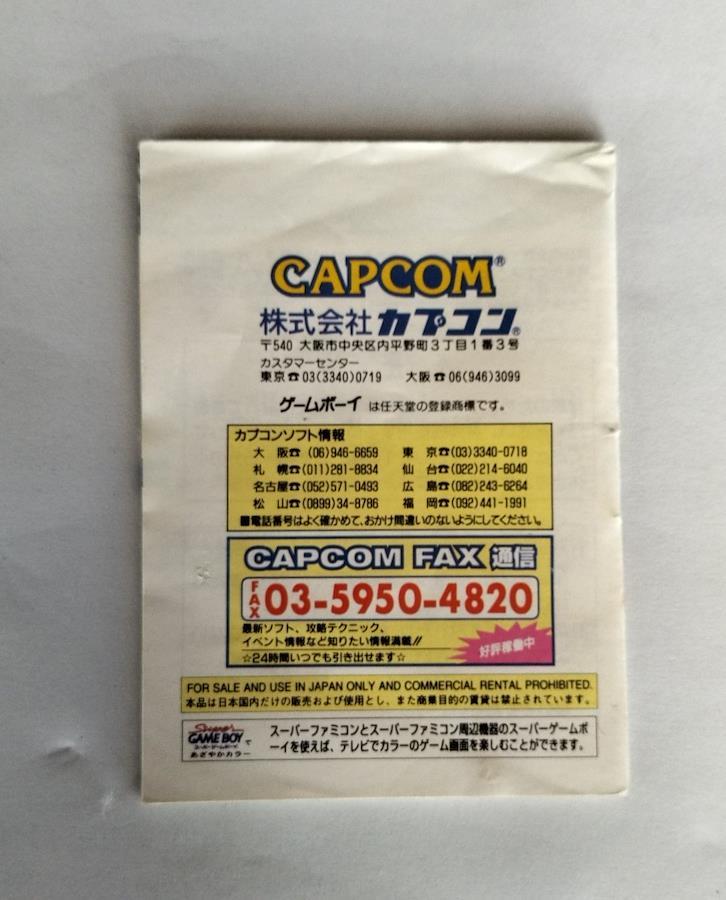 CAPCOM®
株式会社カプコン®
〒540 大阪市中央区内平野町3丁目1番3号
カスタマーセンター
東京☎03(3340)0719 大阪☎06(946)3099
ゲームボーイ は任天堂の登録商標です。
カプコンソフト情報
大 阪☎(06)946-6659 東 京☎(03)3340-0718
札 幌☎(011)281-8834 仙 台☎(022)214-6040
名古屋☎(052)571-0493 広 島☎(082)243-6264
松 山☎(0899)34-8786 福 岡☎(092)441-1991
■電話番号はよく確かめて、おかけ間違いのないようにしてください。
CAPCOM FAX 通信
FAX 03-5950-4820
最新ソフト、攻略テクニック、
イベント情報など知りたい情報満載!!
☆24時間いつでも引き出せます☆
好評稼働中
FOR SALE AND USE IN JAPAN ONLY AND COMMERCIAL RENTAL PROHIBITED.
本品は日本国内だけの販売および使用とし、また商業目的の賃貸は禁止されています。
Super
GAME BOY で
スーパーゲームボーイ
あざやかカラー
スーパーファミコンとスーパーファミコン周辺機器のスーパーゲームボ
ーイを使えば、テレビでカラーのゲーム画面を楽しむことができます。